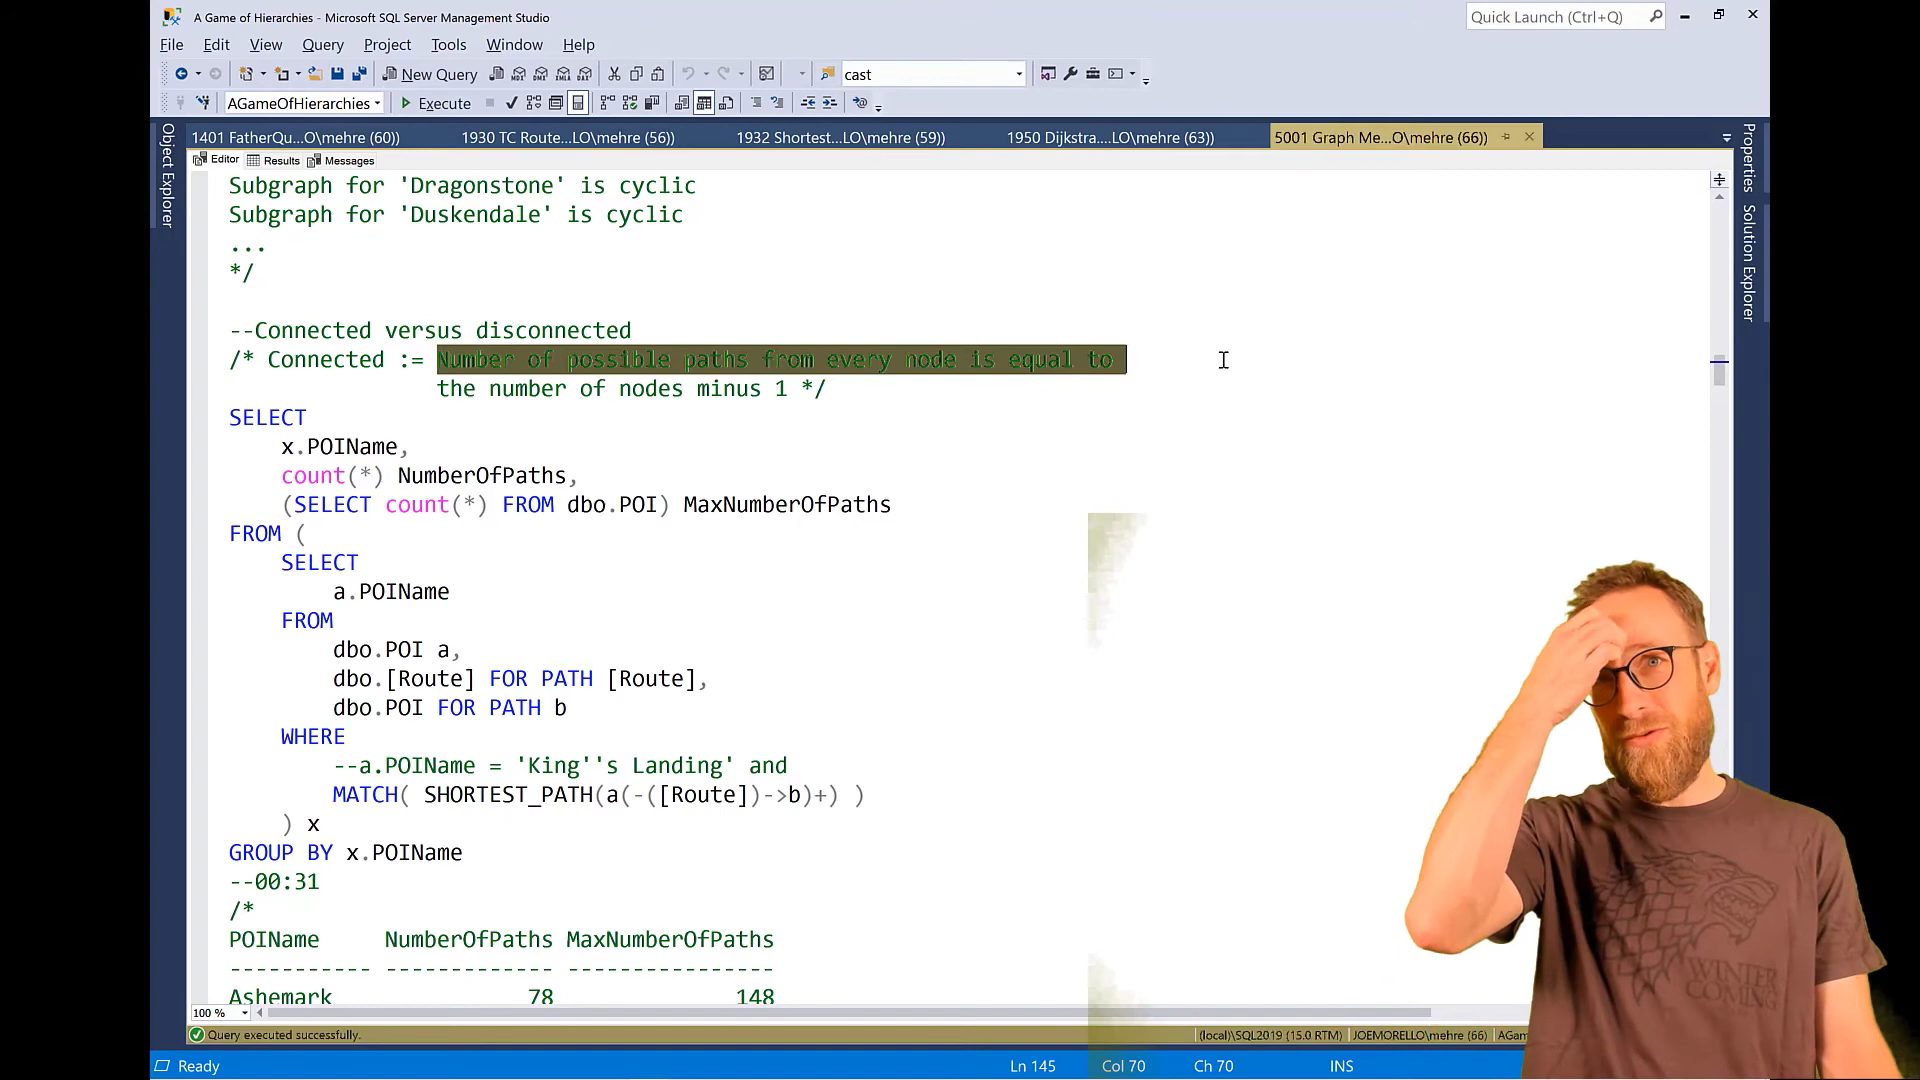 A Game of Hierarchies - Microsoft SQL Server Management Studio
Quick Launch (Ctrl+Q)
File Edit View Query Project Tools Window Help
New Query
cast
AGameOfHierarchies
Execute
1401 FatherQu...O\mehre (60))
1930 TC Route...LO\mehre (56))
1932 Shortest...LO\mehre (59))
1950 Dijkstra....LO\mehre (63))
5001 Graph Me...O\mehre (66))
Object Explorer
Properties
Solution Explorer
Editor Results Messages
Subgraph for 'Dragonstone' is cyclic
Subgraph for 'Duskendale' is cyclic
...
*/
--Connected versus disconnected
/* Connected := Number of possible paths from every node is equal to
the number of nodes minus 1 */
SELECT
x.POIName,
count(*) NumberOfPaths,
(SELECT count(*) FROM dbo.POI) MaxNumberOfPaths
FROM (
SELECT
a.POIName
FROM
dbo.POI a,
dbo.[Route] FOR PATH [Route],
dbo.POI FOR PATH b
WHERE
--a.POIName = 'King''s Landing' and
MATCH( SHORTEST_PATH(a(-([Route])->b)+) )
) x
GROUP BY x.POIName
--00:31
/*
POIName NumberOfPaths MaxNumberOfPaths
----------- ------------- ----------------
Ashemark 78 148
WINTER
COMING
100 %
Query executed successfully.
(local)\SQL2019 (15.0 RTM)
JOEMORELLO\mehre (66)
AGam
Ready
Ln 145
Col 70
Ch 70
INS